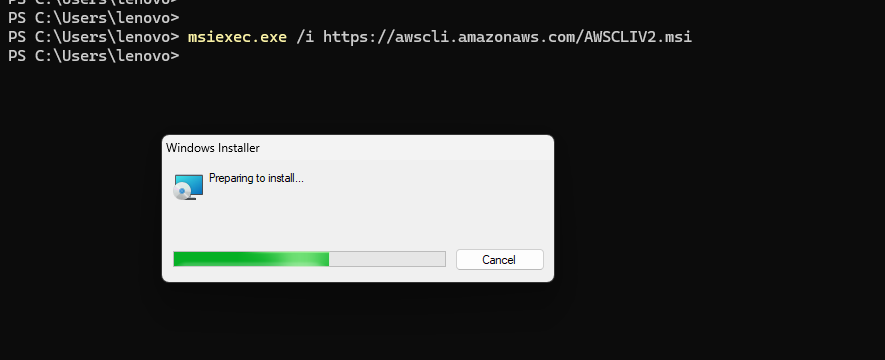 PS C:\Users\lenovo>
PS C:\Users\lenovo>
PS C:\Users\lenovo> msiexec.exe /i https://awscli.amazonaws.com/AWSCLIV2.msi
PS C:\Users\lenovo>
Windows Installer
Preparing to install...
Cancel